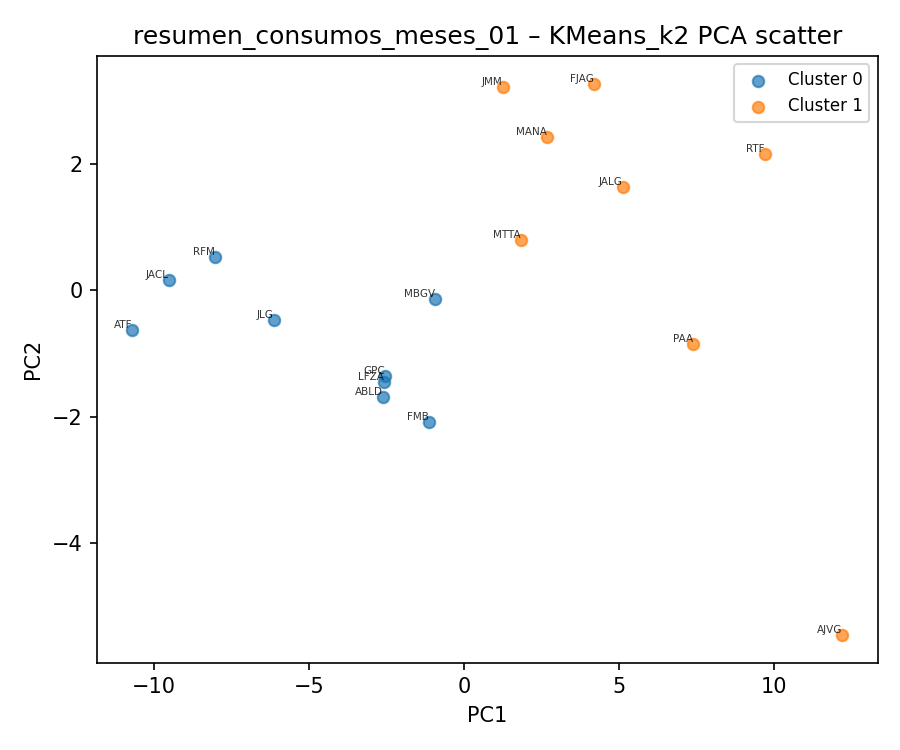 resumen_consumos_meses_01 – KMeans_k2 PCA scatter
Cluster 0
Cluster 1
JMM
FJAG
MANA
RTF
JALG
MTTA
RFM
JACL
MBGV
ATF
JLG
PAA
GPC
LFZA
ABLD
FMB
AJVG
2
0
−2
−4
PC2
−10
−5
0
5
10
PC1